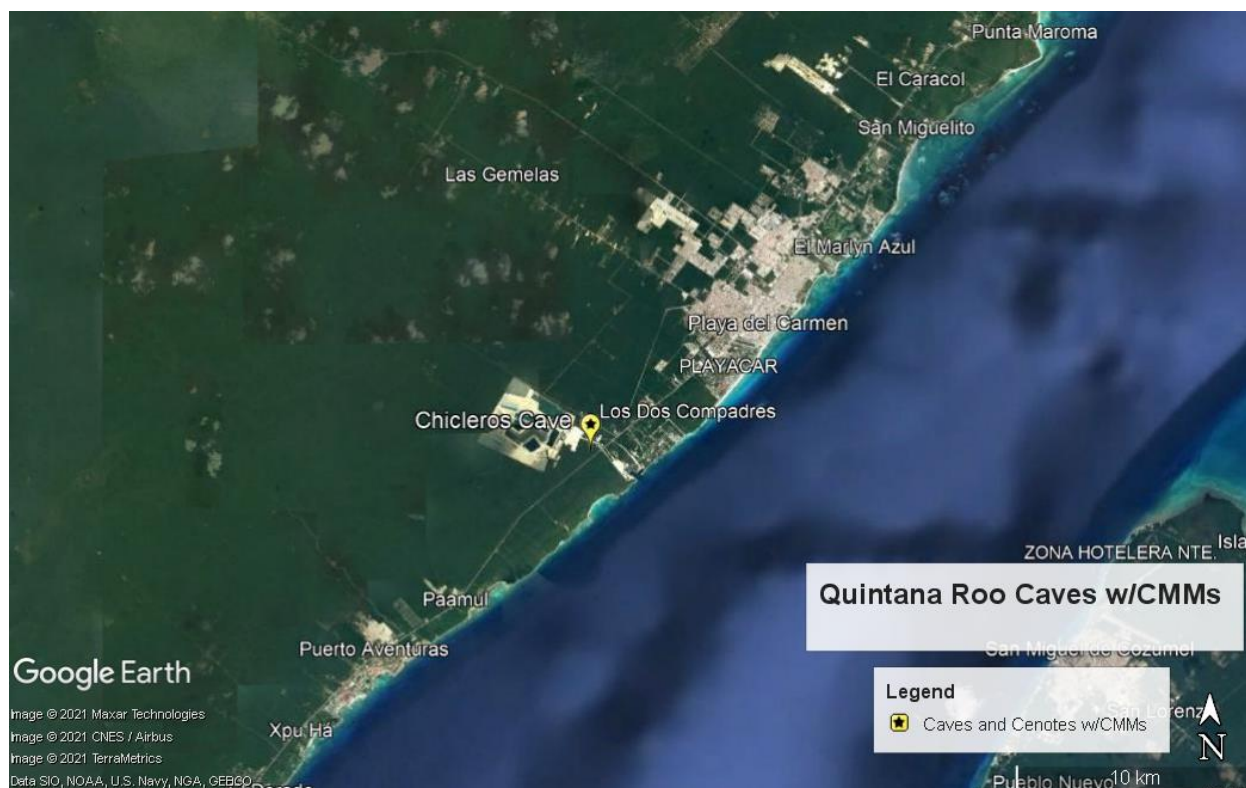 Punta Maroma
El Caracol
San Miguelito
Las Gemelas
El Marlyn Azul
Playa del Carmen
PLAYACAR
Chicleros Cave
Los Dos Compadres
ZONA HOTELERA NTE.
Isla
Quintana Roo Caves w/CMMs
Paamul
Puerto Aventuras
San Miguel de Cozumel
Google Earth
Legend
Caves and Cenotes w/CMMs
San Lorenz
Image © 2021 Maxar Technologies
Image © 2021 CNES / Airbus
Image © 2021 TerraMetrics
Data SIO, NOAA, U.S. Navy, NGA, GEBCO
Xpu Há
N
Pueblo Nuevo
10 km